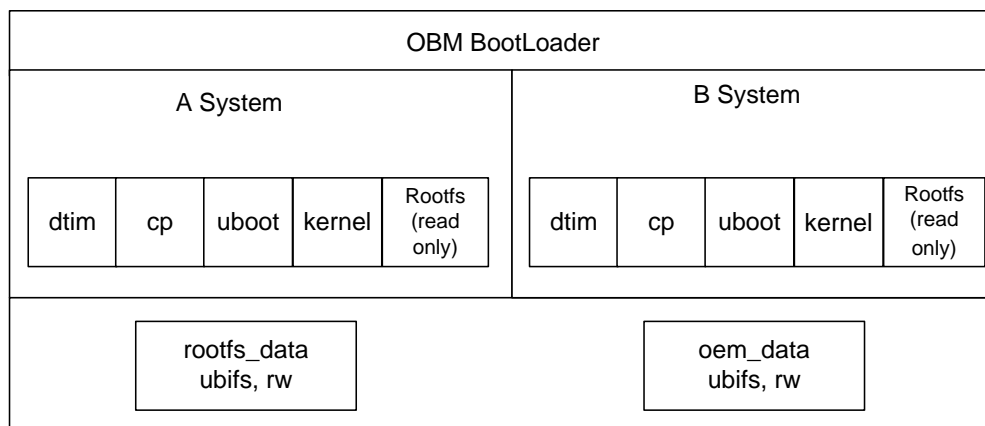 OBM BootLoader
A System
B System
dtim
cp
uboot
kernel
Rootfs
(read
only)
dtim
cp
uboot
kernel
Rootfs
(read
only)
rootfs_data
ubifs, rw
oem_data
ubifs, rw